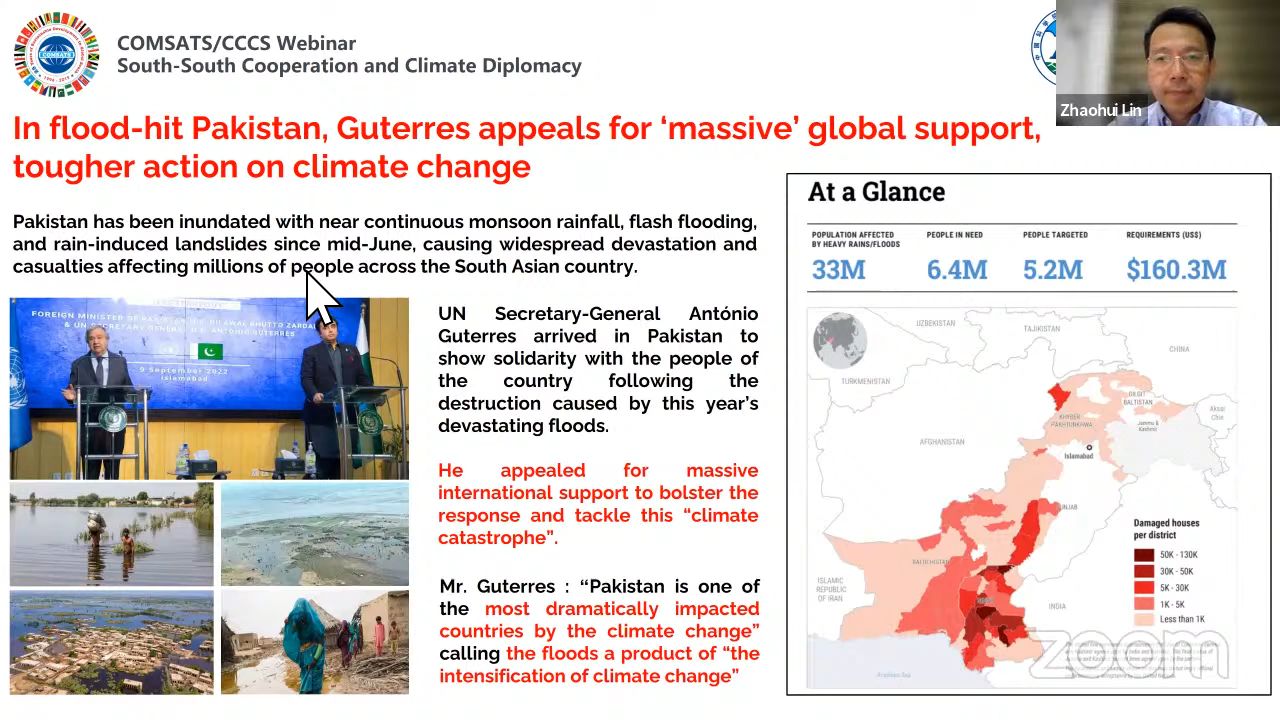 COMSATS/CCCS Webinar
South-South Cooperation and Climate Diplomacy
COMSATS
Zhaohui Lin
In flood-hit Pakistan, Guterres appeals for ‘massive’ global support,
tougher action on climate change
Pakistan has been inundated with near continuous monsoon rainfall, flash flooding,
and rain-induced landslides since mid-June, causing widespread devastation and
casualties affecting millions of people across the South Asian country.
FOREIGN MINISTER OF PAKISTAN H.E. BILAWAL BHUTTO ZARDARI
& UN SECRETARY GENERAL H.E. ANTÓNIO GUTERRES
9 September 2022
Islamabad
UN Secretary-General António
Guterres arrived in Pakistan to
show solidarity with the people of
the country following the
destruction caused by this year’s
devastating floods.
He appealed for massive
international support to bolster the
response and tackle this “climate
catastrophe”.
Mr. Guterres : “Pakistan is one of
the most dramatically impacted
countries by the climate change”
calling the floods a product of “the
intensification of climate change”
At a Glance
POPULATION AFFECTED
BY HEAVY RAINS/FLOODS
33M
PEOPLE IN NEED
6.4M
PEOPLE TARGETED
5.2M
REQUIREMENTS (US$)
$160.3M
UZBEKISTAN
TAJIKISTAN
CHINA
TURKMENISTAN
GILGIT
BALTISTAN
Aksai
Chin
KHYBER
PAKHTUNKHWA
Jammu &
Kashmir
AFGHANISTAN
Islamabad
PUNJAB
BALOCHISTAN
ISLAMIC
REPUBLIC
OF IRAN
INDIA
Arabian Sea
Damaged houses
per district
50K - 130K
30K - 50K
5K - 30K
1K - 5K
Less than 1K
zoom